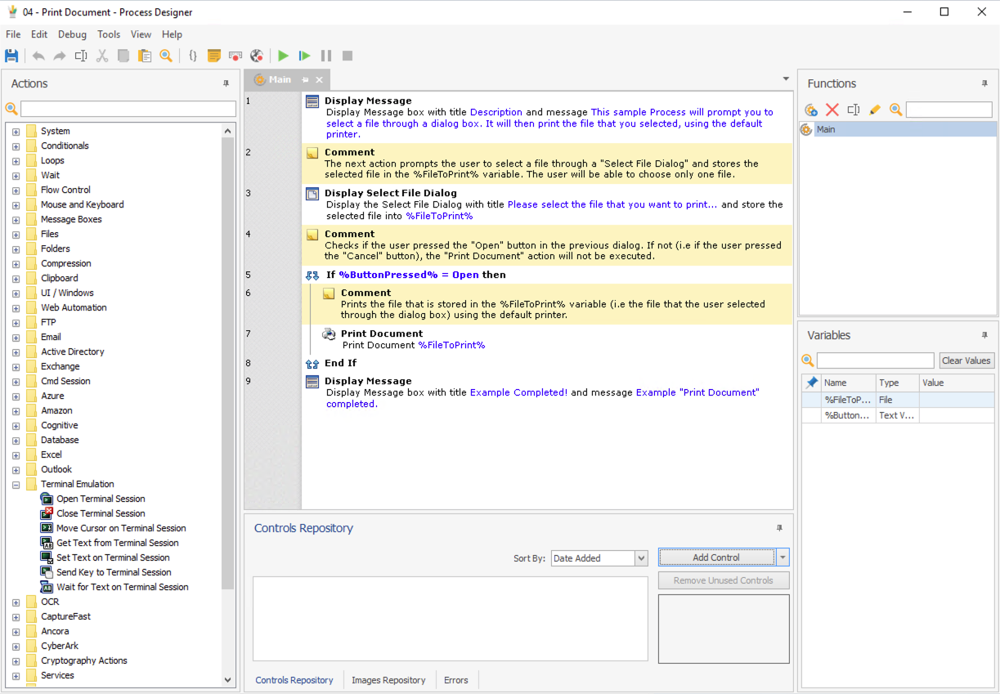 04 - Print Document - Process Designer
File Edit Debug Tools View Help
Actions
System
Conditionals
Loops
Wait
Flow Control
Mouse and Keyboard
Message Boxes
Files
Folders
Compression
Clipboard
UI / Windows
Web Automation
FTP
Email
Active Directory
Exchange
Cmd Session
Azure
Amazon
Cognitive
Database
Excel
Outlook
Terminal Emulation
Open Terminal Session
Close Terminal Session
Move Cursor on Terminal Session
Get Text from Terminal Session
Set Text on Terminal Session
Send Key to Terminal Session
Wait for Text on Terminal Session
OCR
CaptureFast
Ancora
CyberArk
Cryptography Actions
Services
Main
1 Display Message
Display Message box with title Description and message This sample Process will prompt you to
select a file through a dialog box. It will then print the file that you selected, using the default
printer.
2 Comment
The next action prompts the user to select a file through a "Select File Dialog" and stores the
selected file in the %FileToPrint% variable. The user will be able to choose only one file.
3 Display Select File Dialog
Display the Select File Dialog with title Please select the file that you want to print... and store the
selected file into %FileToPrint%
4 Comment
Checks if the user pressed the "Open" button in the previous dialog. If not (i.e if the user pressed
the "Cancel" button), the "Print Document" action will not be executed.
5 If %ButtonPressed% = Open then
6 Comment
Prints the file that is stored in the %FileToPrint% variable (i.e the file that the user selected
through the dialog box) using the default printer.
7 Print Document
Print Document %FileToPrint%
8 End If
9 Display Message
Display Message box with title Example Completed! and message Example "Print Document"
completed.
Controls Repository
Sort By: Date Added
Add Control
Remove Unused Controls
Controls Repository Images Repository Errors
Functions
Main
Variables
Clear Values
Name Type Value
%FileToP... File
%Button... Text V...